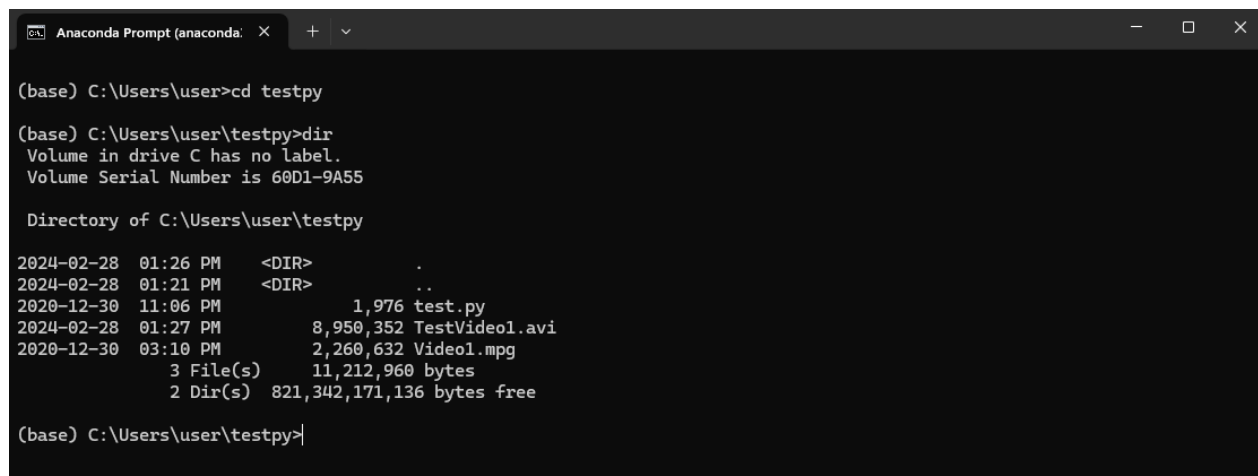 Anaconda Prompt (anaconda:
(base) C:\Users\user>cd testpy
(base) C:\Users\user\testpy>dir
 Volume in drive C has no label.
 Volume Serial Number is 60D1-9A55
 Directory of C:\Users\user\testpy
2024-02-28  01:26 PM    <DIR>          .
2024-02-28  01:21 PM    <DIR>          ..
2020-12-30  11:06 PM             1,976 test.py
2024-02-28  01:27 PM         8,950,352 TestVideo1.avi
2020-12-30  03:10 PM         2,260,632 Video1.mpg
               3 File(s)     11,212,960 bytes
               2 Dir(s)  821,342,171,136 bytes free
(base) C:\Users\user\testpy>